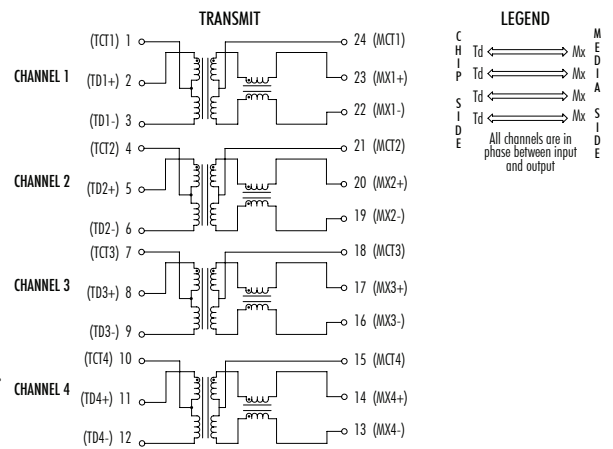 TRANSMIT
LEGEND
CHANNEL 1
(TCT1) 1
(TD1+) 2
(TD1-) 3
24 (MCT1)
23 (MX1+)
22 (MX1-)
CHANNEL 2
(TCT2) 4
(TD2+) 5
(TD2-) 6
21 (MCT2)
20 (MX2+)
19 (MX2-)
CHANNEL 3
(TCT3) 7
(TD3+) 8
(TD3-) 9
18 (MCT3)
17 (MX3+)
16 (MX3-)
CHANNEL 4
(TCT4) 10
(TD4+) 11
(TD4-) 12
15 (MCT4)
14 (MX4+)
13 (MX4-)
CHIP SIDE
Td Mx
Td Mx
Td Mx
Td Mx
MEDIA SIDE
All channels are in
phase between input
and output